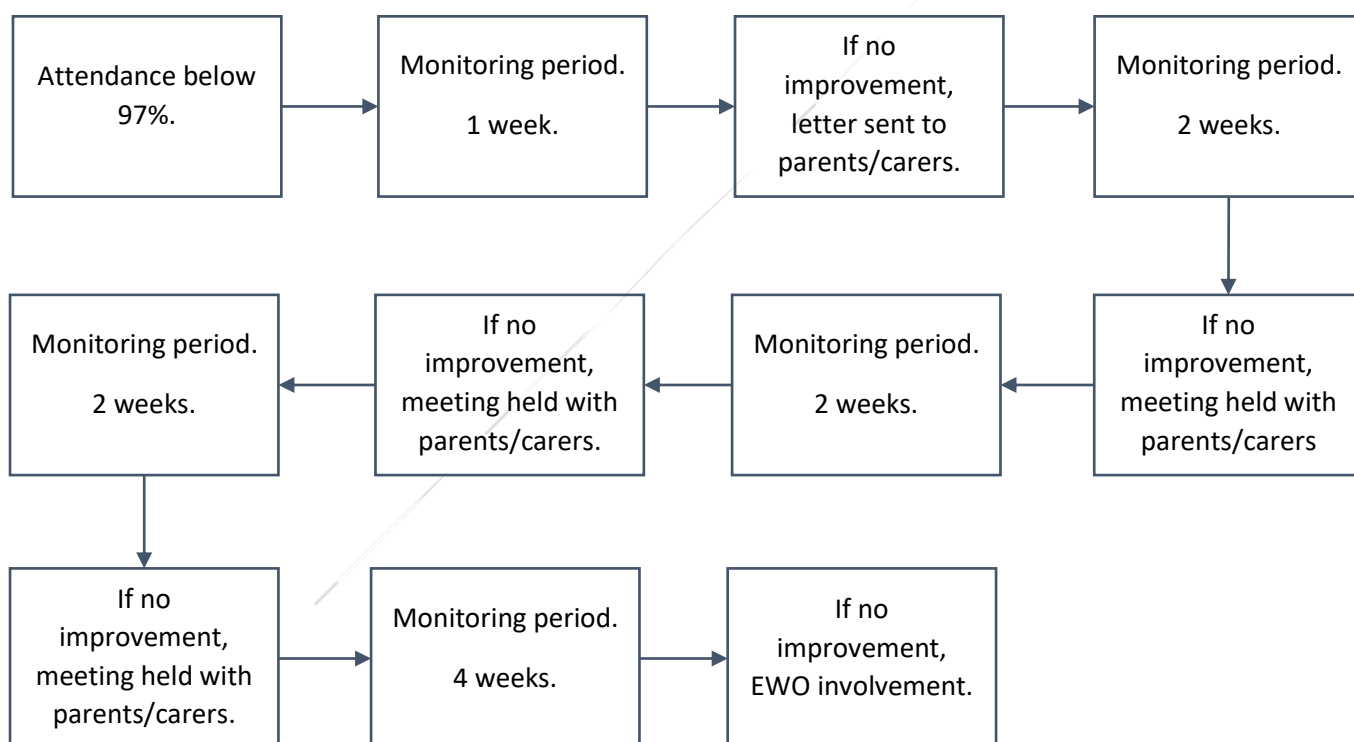 Attendance below
97%.
Monitoring period.
1 week.
If no
improvement,
letter sent to
parents/carers.
Monitoring period.
2 weeks.
If no
improvement,
meeting held with
parents/carers
Monitoring period.
2 weeks.
If no
improvement,
meeting held with
parents/carers.
Monitoring period.
2 weeks.
If no
improvement,
meeting held with
parents/carers.
Monitoring period.
4 weeks.
If no
improvement,
EWO involvement.